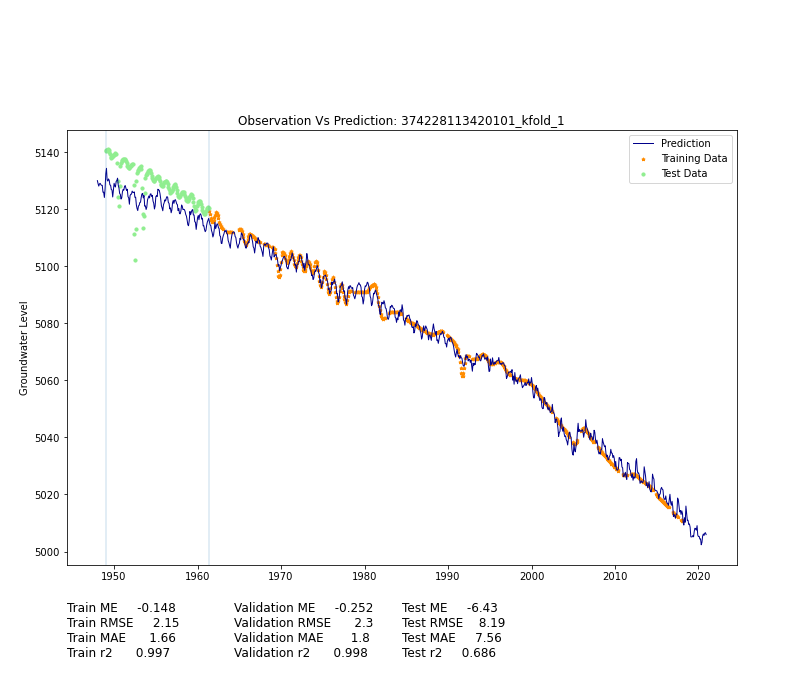 Observation Vs Prediction: 374228113420101_kfold_1
Prediction
Training Data
Test Data
Groundwater Level
5140
5120
5100
5080
5060
5040
5020
5000
1950 1960 1970 1980 1990 2000 2010 2020
Train ME -0.148 Validation ME -0.252 Test ME -6.43
Train RMSE 2.15 Validation RMSE 2.3 Test RMSE 8.19
Train MAE 1.66 Validation MAE 1.8 Test MAE 7.56
Train r2 0.997 Validation r2 0.998 Test r2 0.686